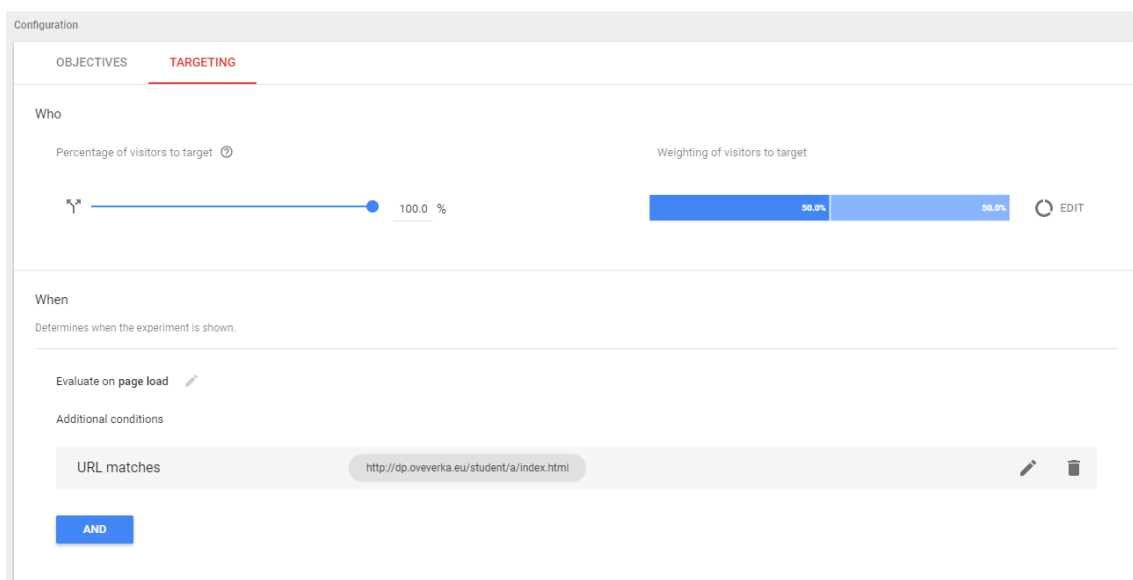 Configuration
OBJECTIVES TARGETING
Who
Percentage of visitors to target ? Weighting of visitors to target
100.0 % 50.0% 50.0% EDIT
When
Determines when the experiment is shown.
Evaluate on page load
Additional conditions
URL matches http://dp.oveverka.eu/student/a/index.html
AND